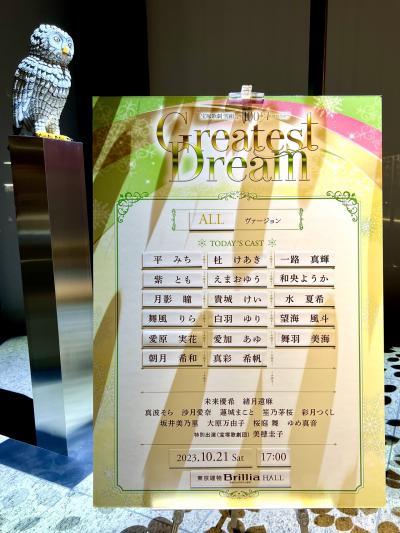 宝塚歌劇 雪組 100
Greatest
Dream
ALL ヴァージョン
TODAY'S CAST
平 みち 杜 けあき 一路 真輝
紫 とも えまおゆう 和央ようか
月影 瞳 貴城 けい 水 夏希
舞風 りら 白羽 ゆり 望海 風斗
愛原 実花 愛加 あゆ 舞羽 美海
朝月 希和 真彩 希帆
未来優希 緒月遠麻
真波そら 沙月愛奈 蓮城まこと 笙乃茅桜 彩月つくし
坂井美乃里 大原万由子 桜庭 舞 ゆめ真音
特別出演(宝塚歌劇団) 美穂圭子
2023.10.21 Sat 17:00
東京建物 Brillia HALL